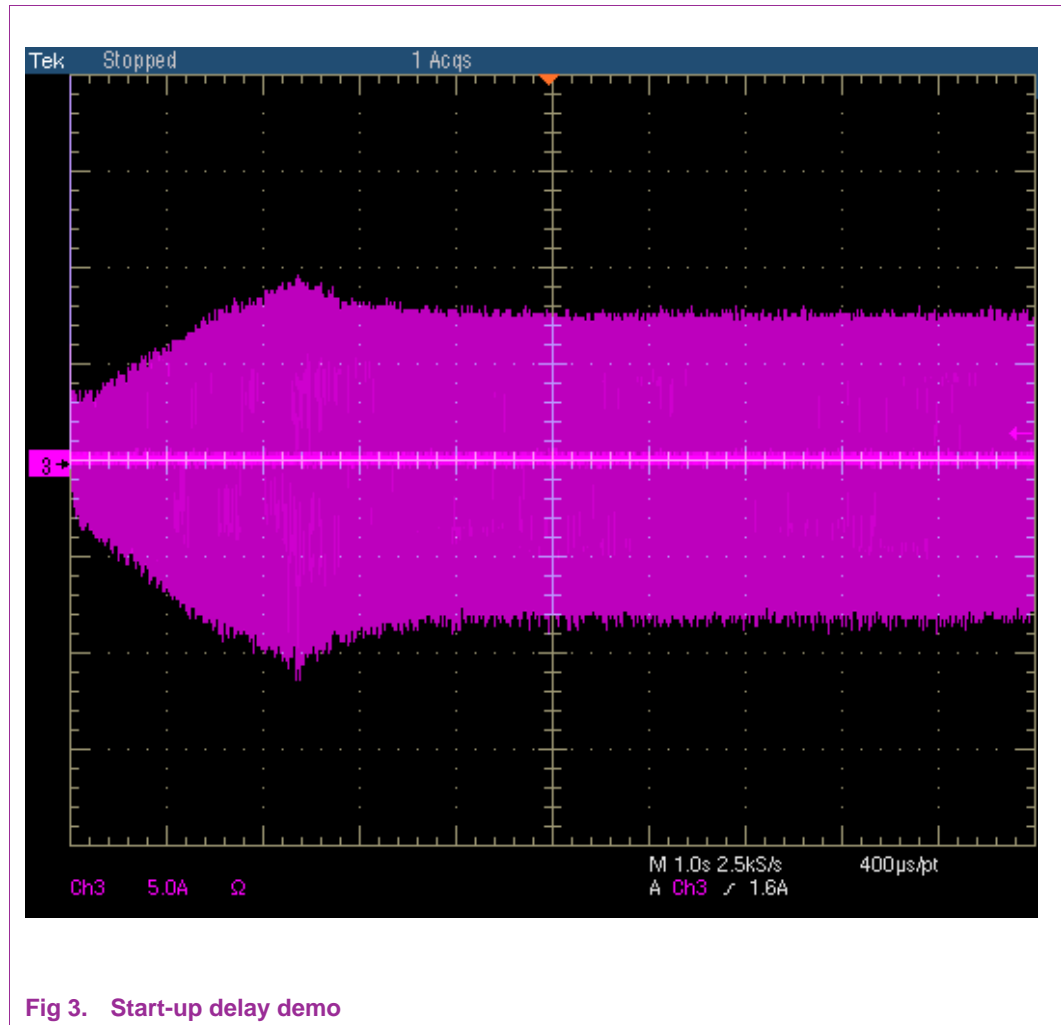 Tek Stopped 1 Acqs
3
M 1.0s 2.5kS/s 400µs/pt
Ch3 5.0A Ω A Ch3 1.6A
Fig 3. Start-up delay demo